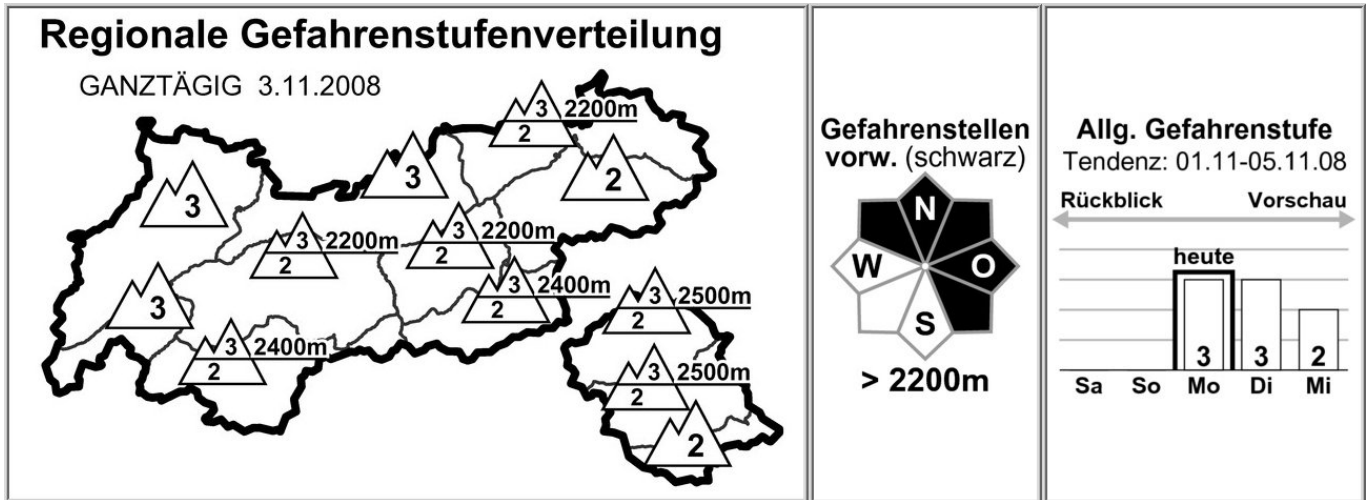 Regionale Gefahrenstufenverteilung
GANZTÄGIG 3.11.2008
3 2200m
2
3
2
3
3 2200m
2
3 2200m
2
3 2400m
2
3
3 2400m
2
3 2500m
2
3 2500m
2
2
Gefahrenstellen
vorw. (schwarz)
N
W O
S
> 2200m
Allg. Gefahrenstufe
Tendenz: 01.11-05.11.08
Rückblick Vorschau
heute
3 3 2
Sa So Mo Di Mi